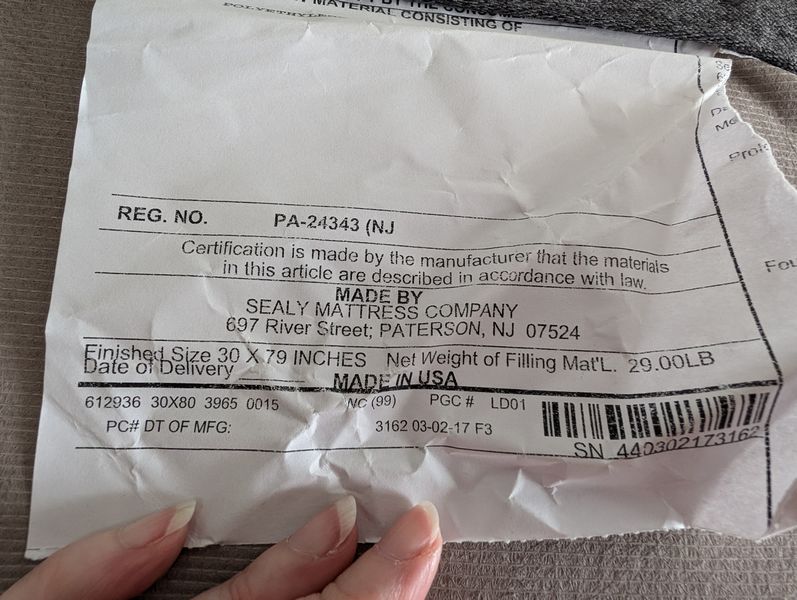 BY THE
MATERIAL CONSISTING OF
REG. NO. PA-24343 (NJ
Certification is made by the manufacturer that the materials
in this article are described in accordance with law.
MADE BY
SEALY MATTRESS COMPANY
697 River Street; PATERSON, NJ 07524
Finished Size 30 X 79 INCHES Net Weight of Filling Mat'L. 29.00LB
Date of Delivery
MADE IN USA
612936 30X80 3965 0015 NC (99) PGC # LD01
PC# DT OF MFG: 3162 03-02-17 F3
SN 440302173162